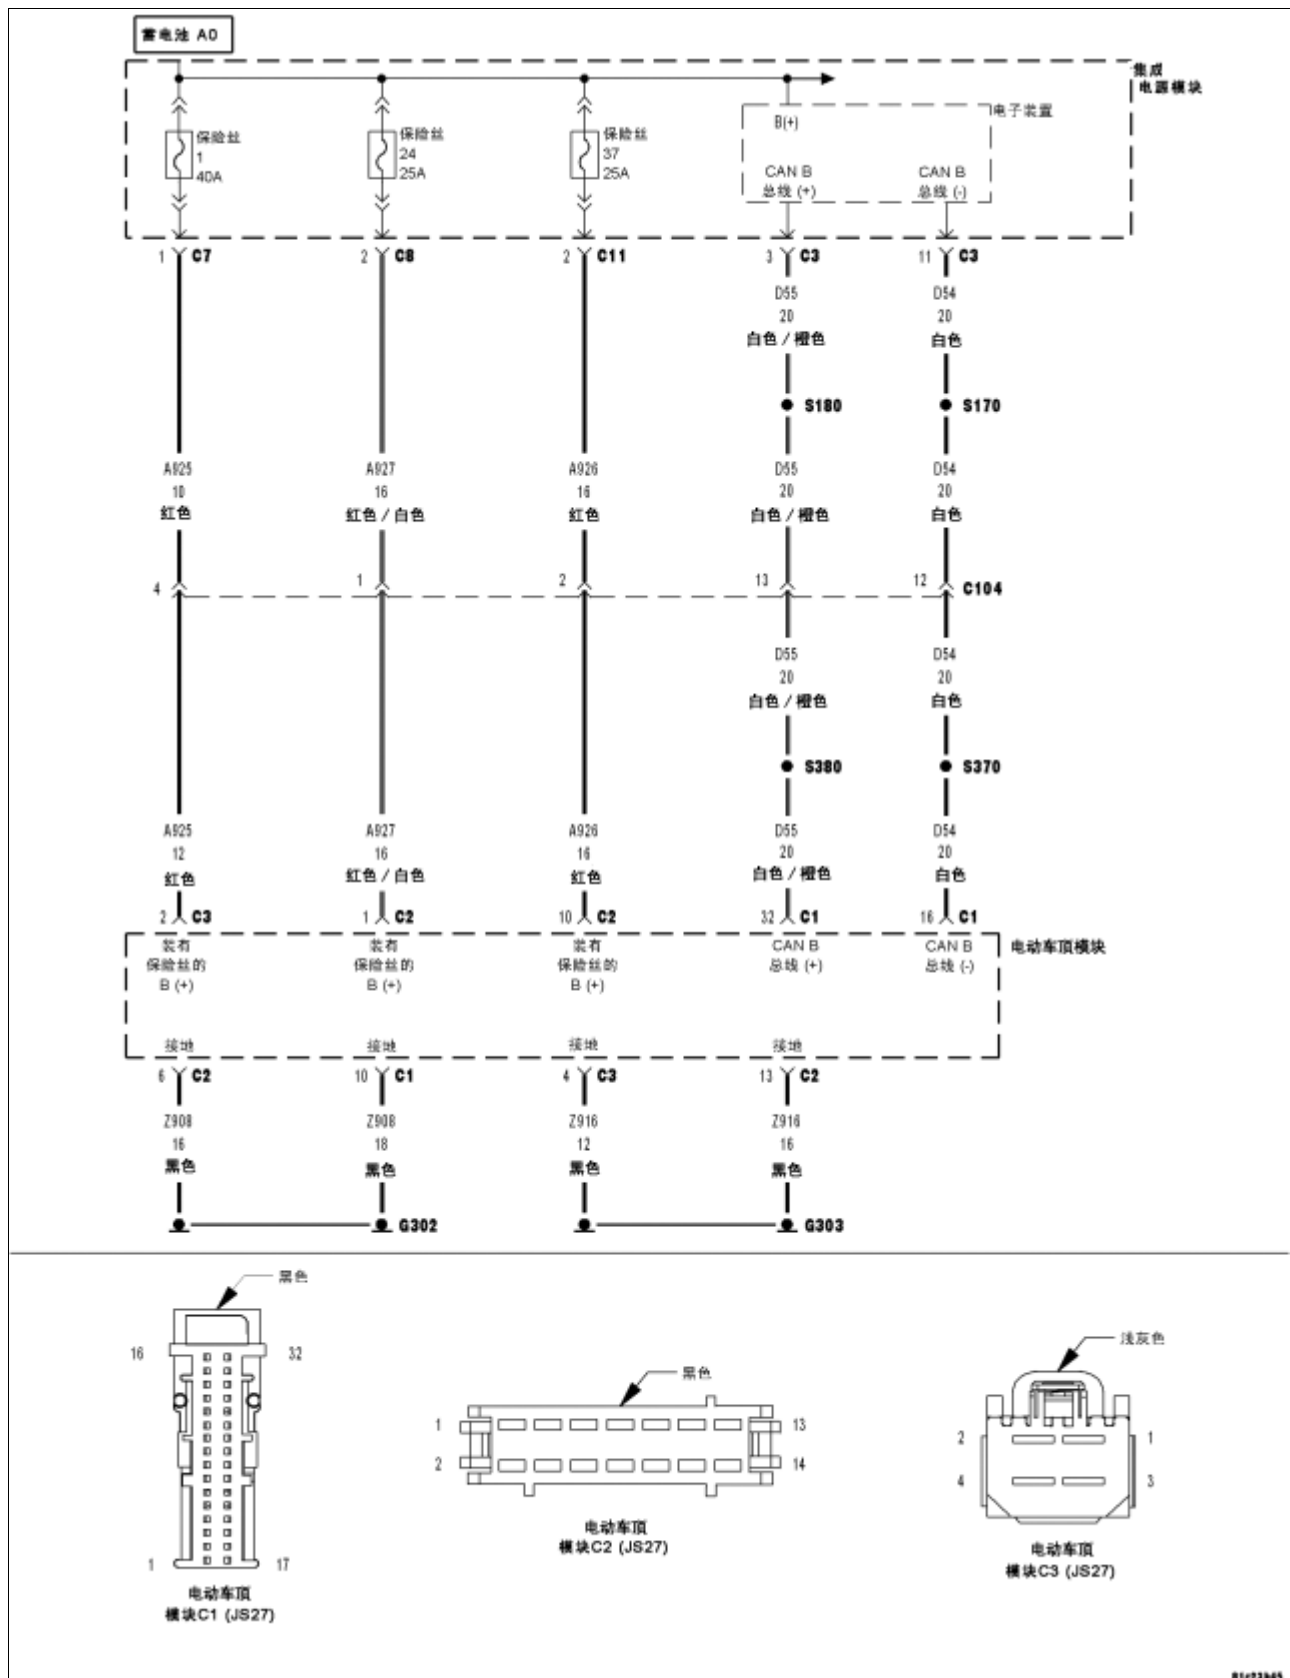 蓄电池 A0
集成
电源模块
电子装置
B(+)
保险丝
1
40A
保险丝
24
25A
保险丝
37
25A
CAN B
总线 (+)
CAN B
总线 (-)
1 C7
2 C8
2 C11
3 C3
11 C3
D55
20
白色 / 橙色
D54
20
白色
S180
S170
A925
10
红色
A927
16
红色 / 白色
A926
16
红色
D55
20
白色 / 橙色
D54
20
白色
4
1
2
13
12
C104
D55
20
白色 / 橙色
D54
20
白色
S380
S370
A925
12
红色
A927
16
红色 / 白色
A926
16
红色
D55
20
白色 / 橙色
D54
20
白色
2 C3
1 C2
10 C2
32 C1
16 C1
装有
保险丝的
B (+)
装有
保险丝的
B (+)
装有
保险丝的
B (+)
CAN B
总线 (+)
CAN B
总线 (-)
电动车顶模块
接地
接地
接地
接地
6 C2
10 C1
4 C3
13 C2
Z908
16
黑色
Z908
18
黑色
Z916
12
黑色
Z916
16
黑色
G302
G303
黑色
16
32
1
17
电动车顶
模块C1 (JS27)
黑色
1
13
2
14
电动车顶
模块C2 (JS27)
浅灰色
2
1
4
3
电动车顶
模块C3 (JS27)